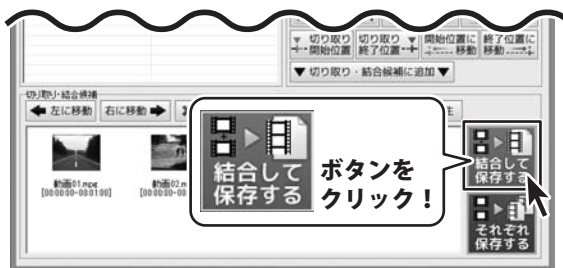 切り取り 開始位置
切り取り 終了位置
開始位置に 移動
終了位置に 移動
▼ 切り取り・結合候補に追加 ▼
切り取り・結合候補
左に移動
右に移動
結合して
保存する
ボタンを
クリック！
結合して
保存する
動画01.mpg
[00:00:00-00:01:00]
動画02.m
[00:00:00-00
それぞれ
保存する